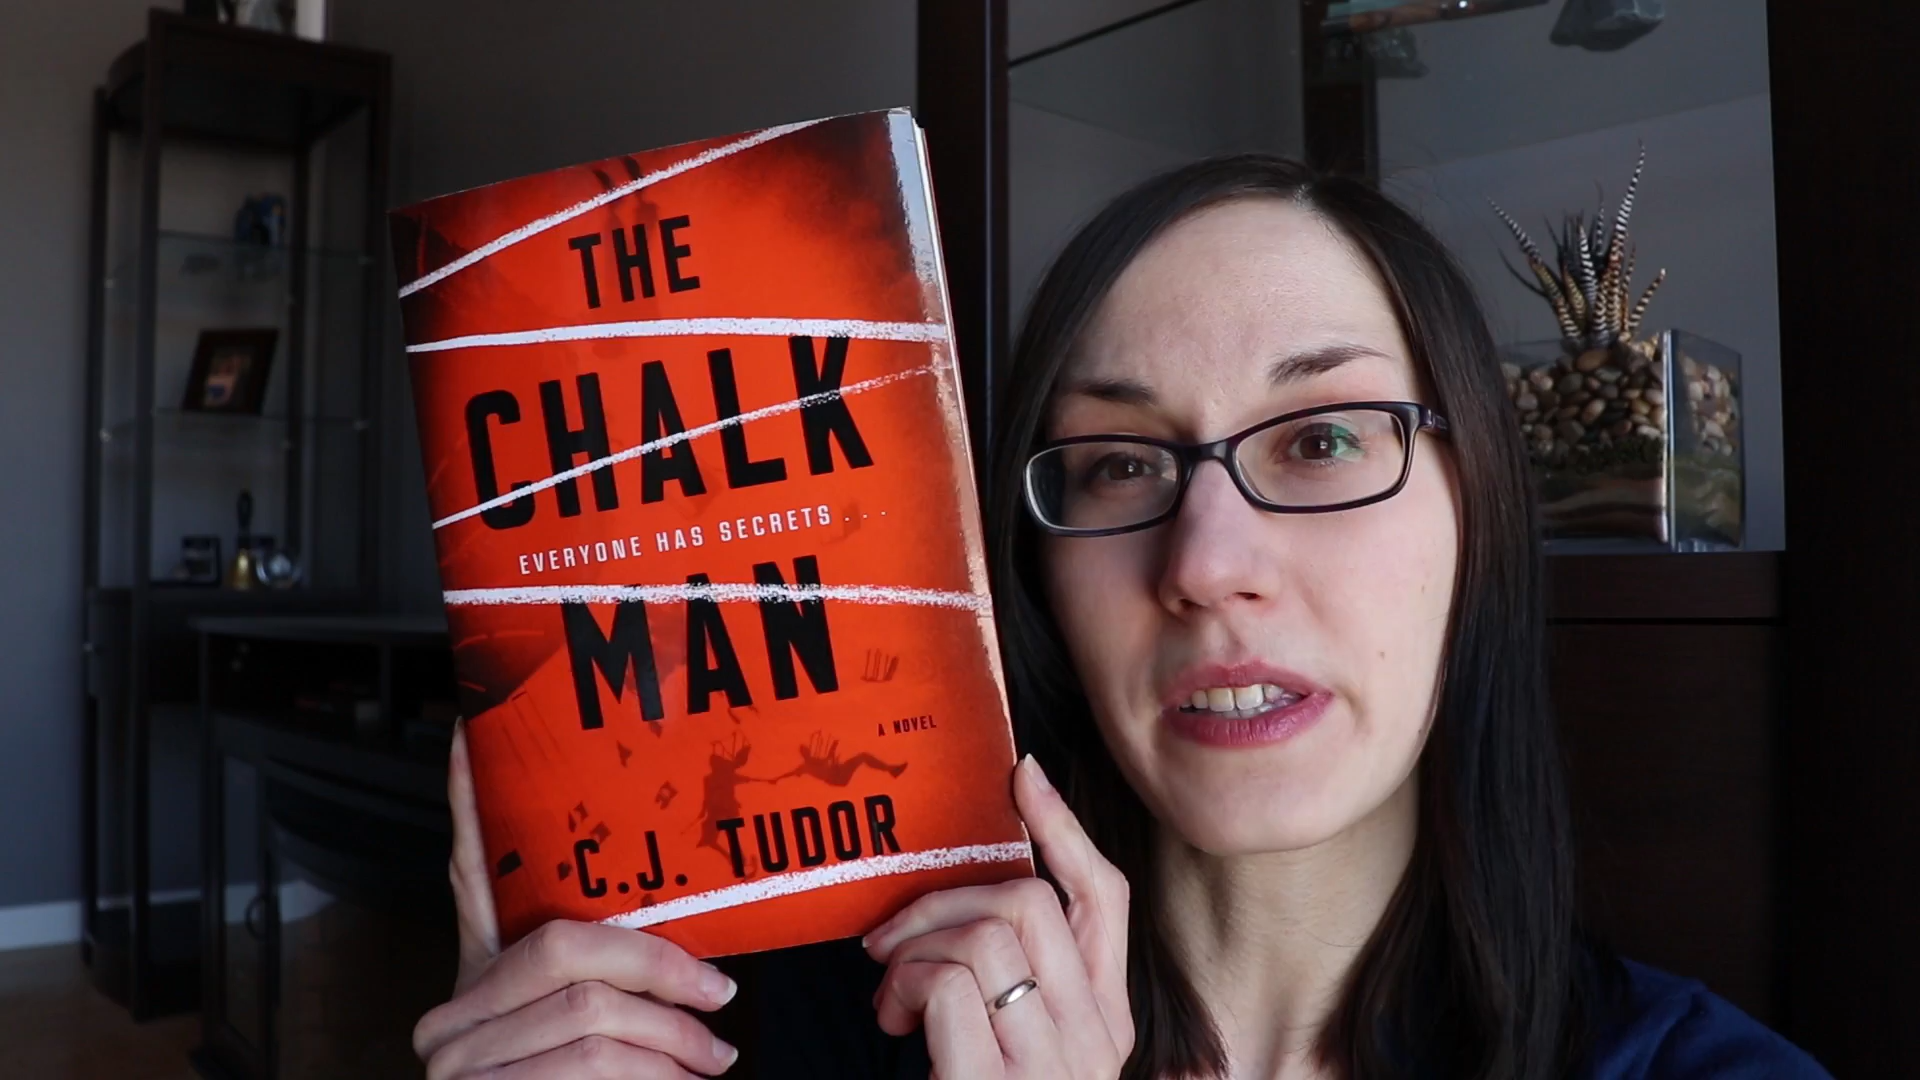 THE
CHALK
EVERYONE HAS SECRETS...
MAN
A NOVEL
C.J. TUDOR